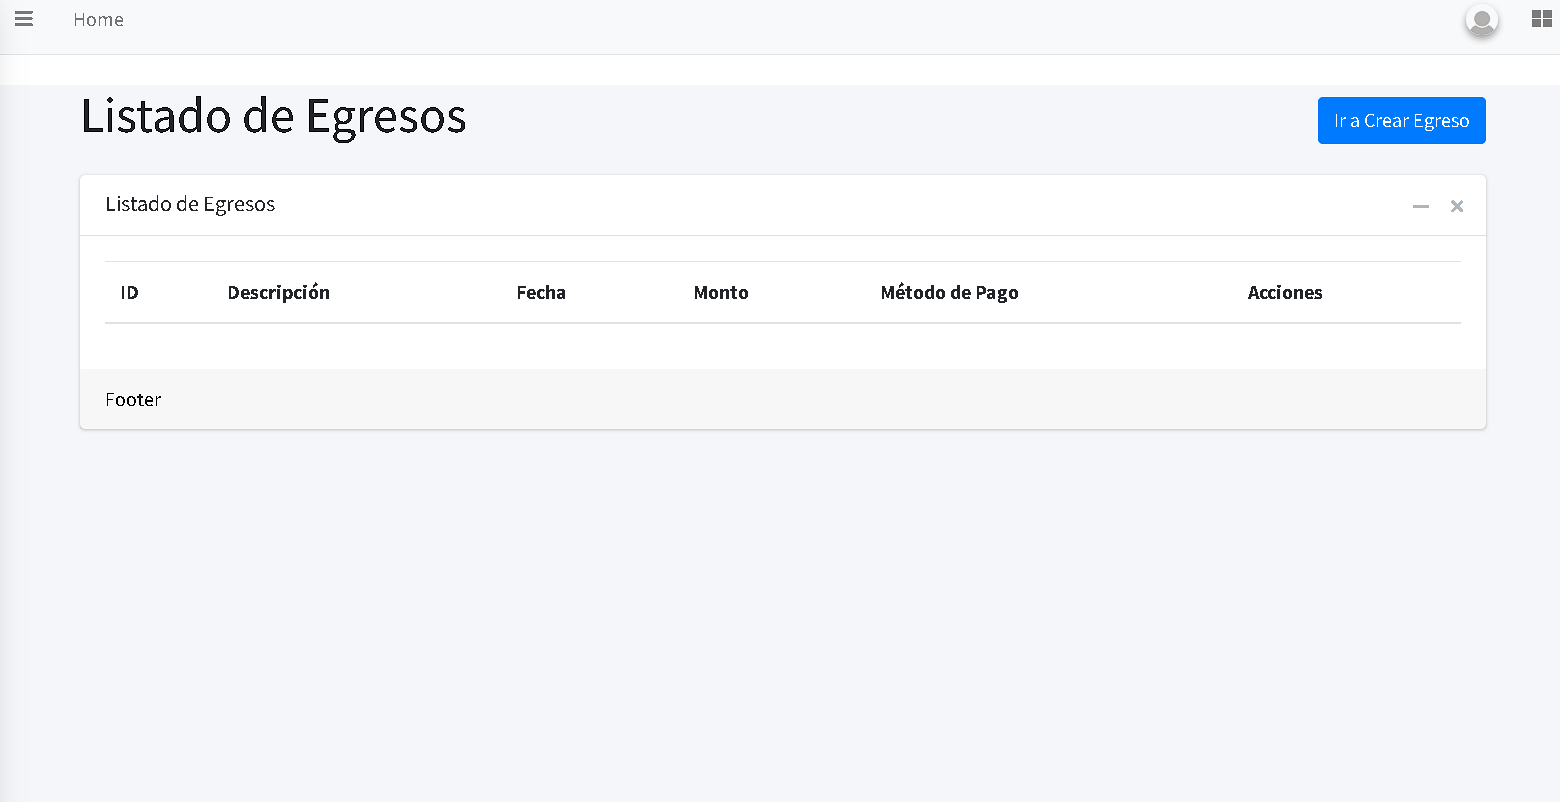 Home
Listado de Egresos
Ir a Crear Egreso
Listado de Egresos
ID Descripción Fecha Monto Método de Pago Acciones
Footer